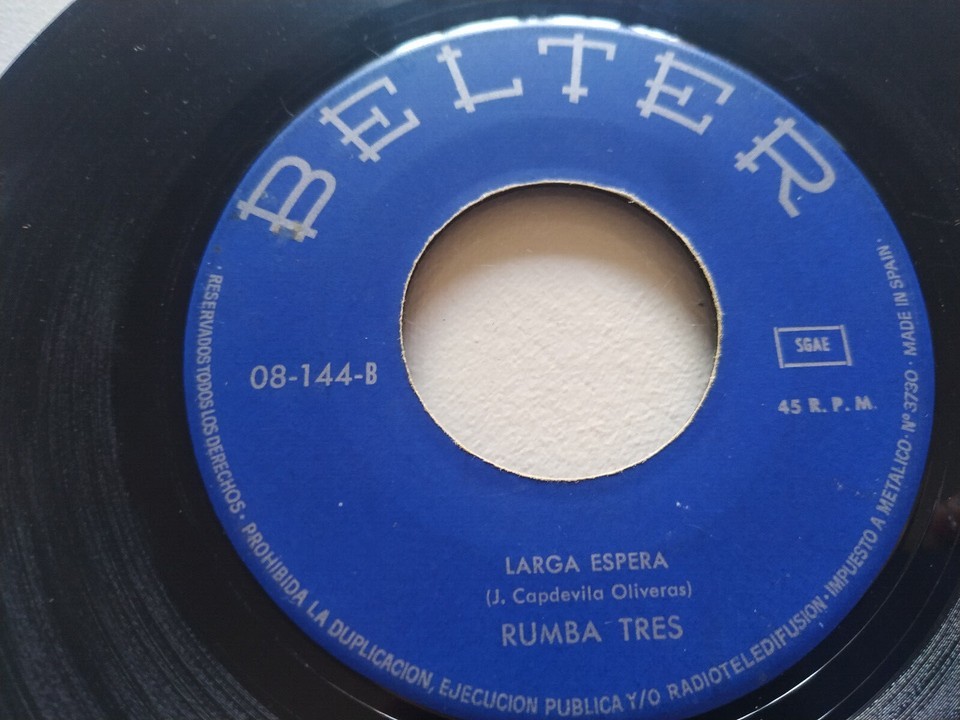 BELTER
08-144-B
SGAE
45 R.P.M.
LARGA ESPERA
(J. Capdevila Oliveras)
RUMBA TRES
· RESERVADOS TODOS LOS DERECHOS · PROHIBIDA LA DUPLICACION, EJECUCION PUBLICA Y/O RADIOTELEDIFUSION · IMPUESTO A METALICO · Nº 3730 · MADE IN SPAIN ·